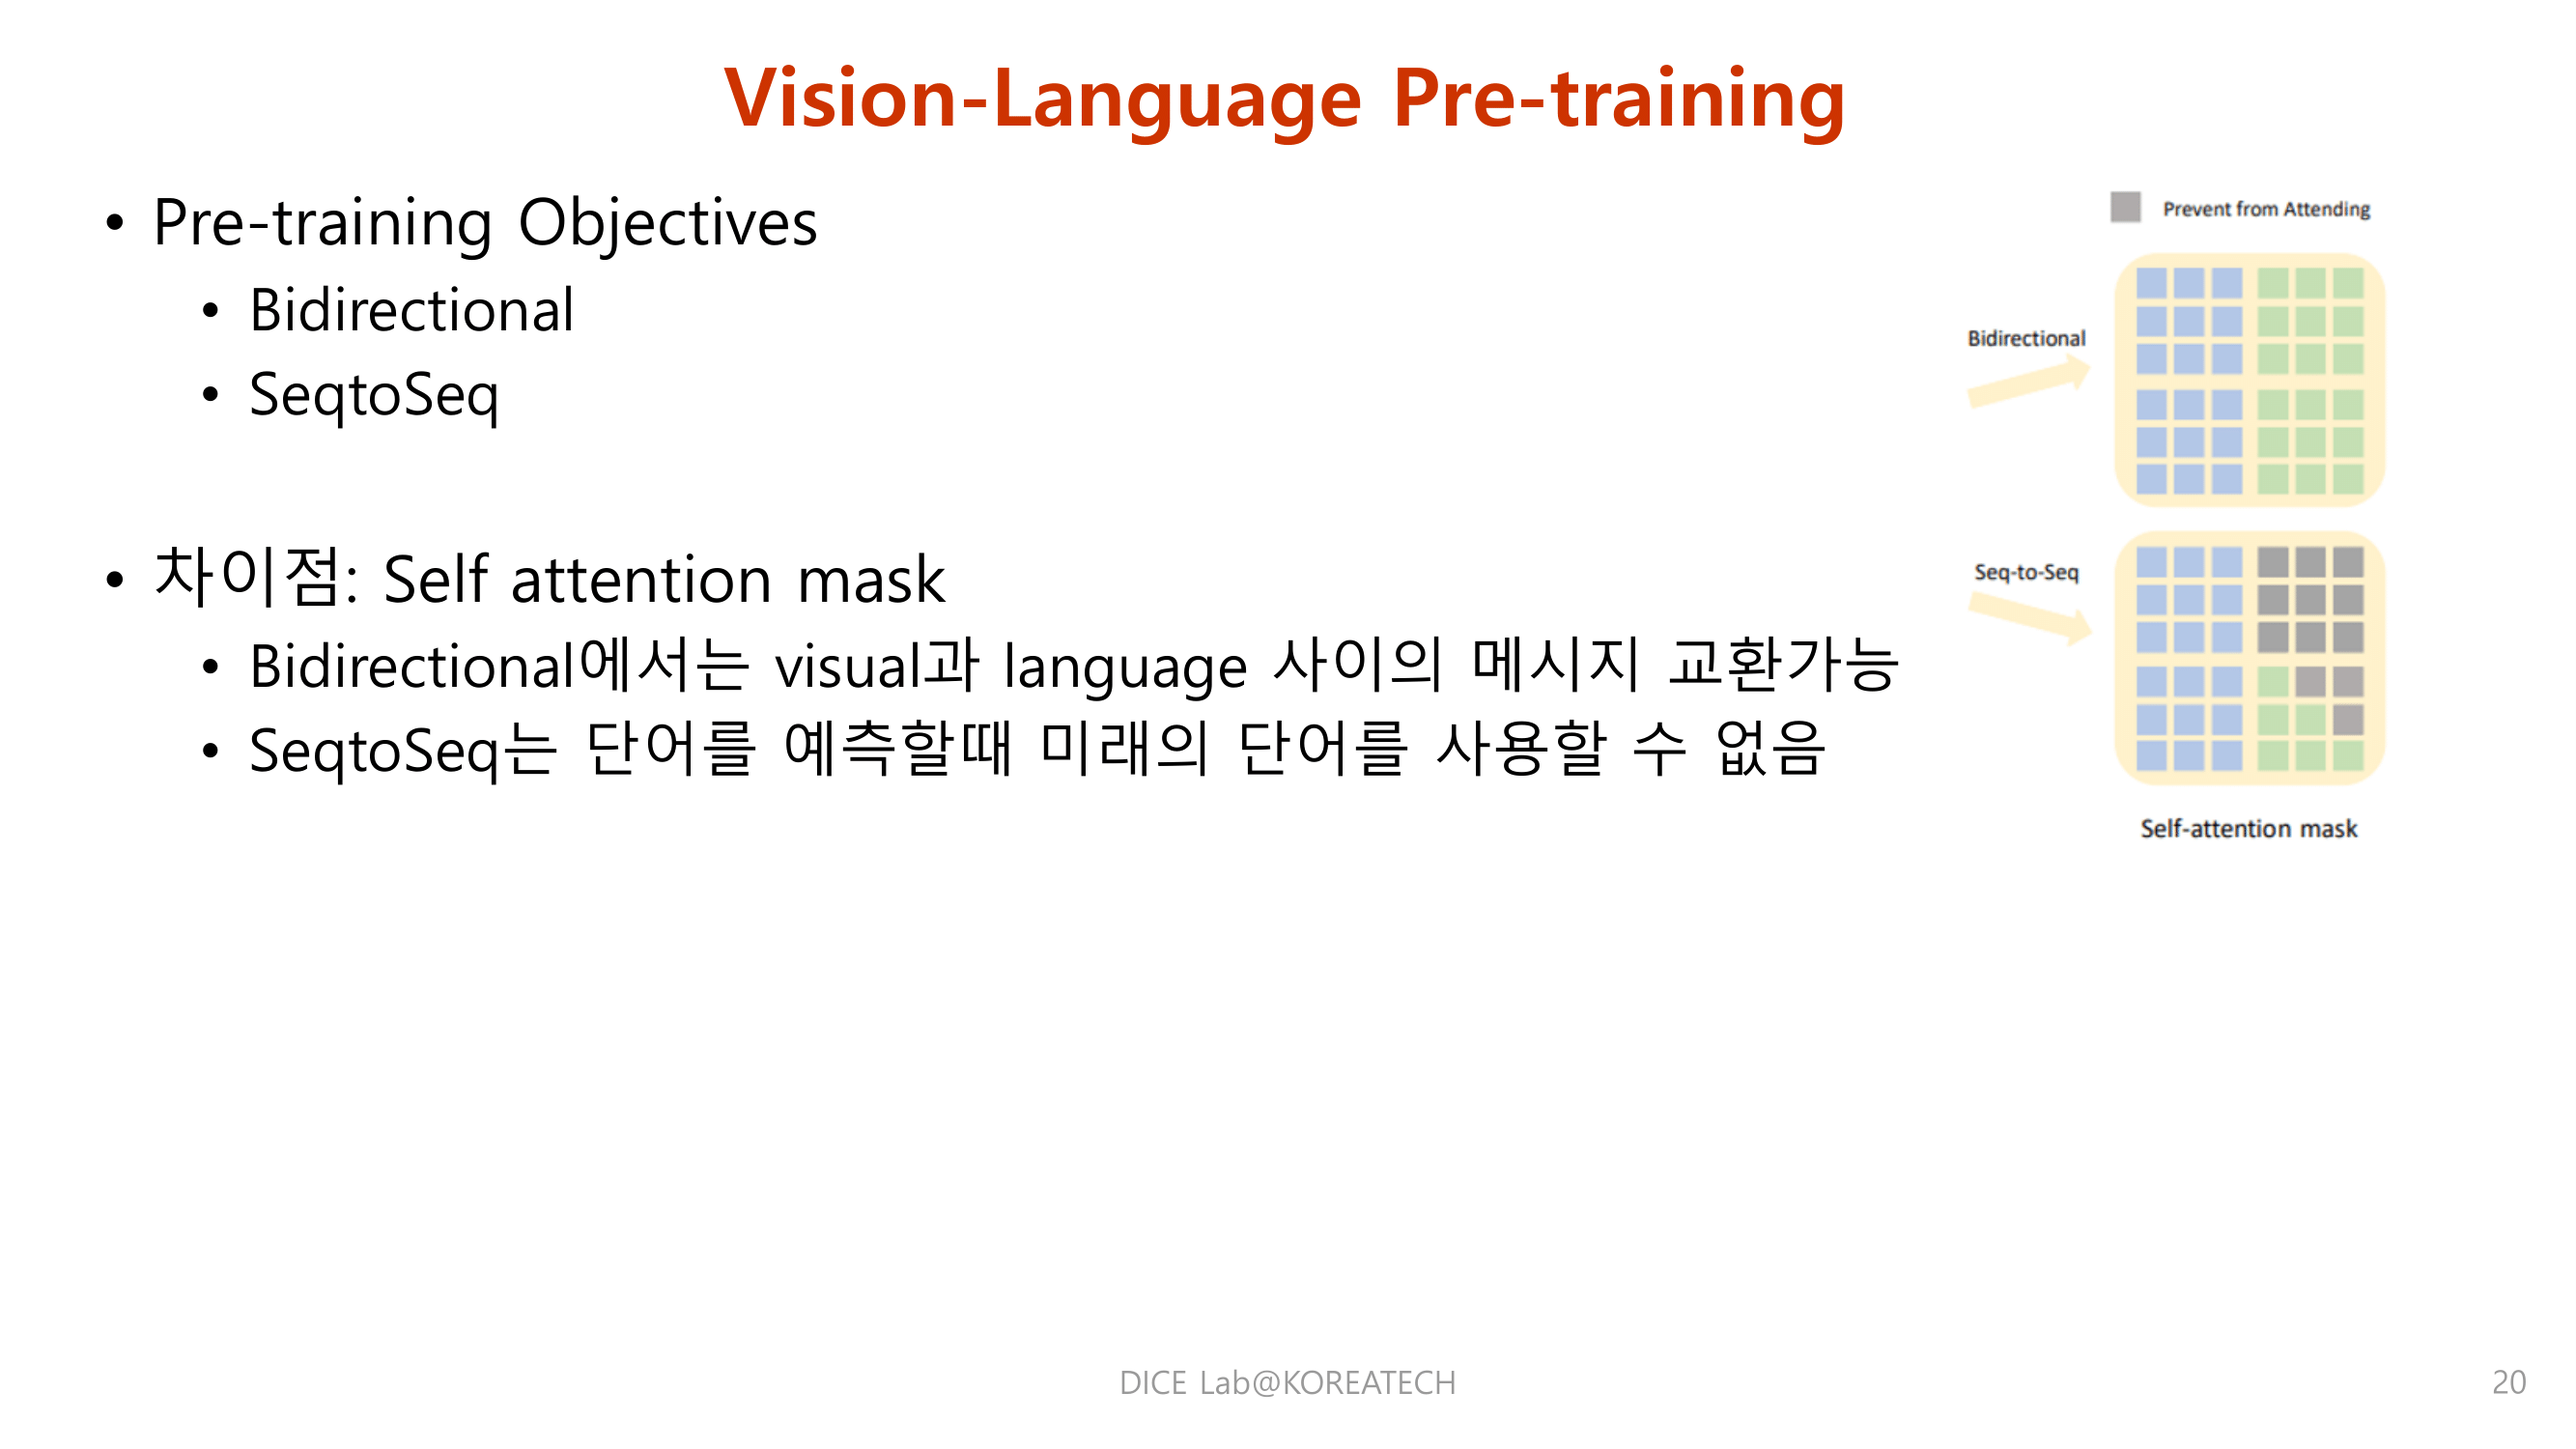 Vision-Language Pre-training
• Pre-training Objectives
• Bidirectional
• SeqtoSeq
• 차이점: Self attention mask
• Bidirectional에서는 visual과 language 사이의 메시지 교환가능
• SeqtoSeq는 단어를 예측할때 미래의 단어를 사용할 수 없음
Prevent from Attending
Bidirectional
Seq-to-Seq
Self-attention mask
DICE Lab@KOREATECH
20